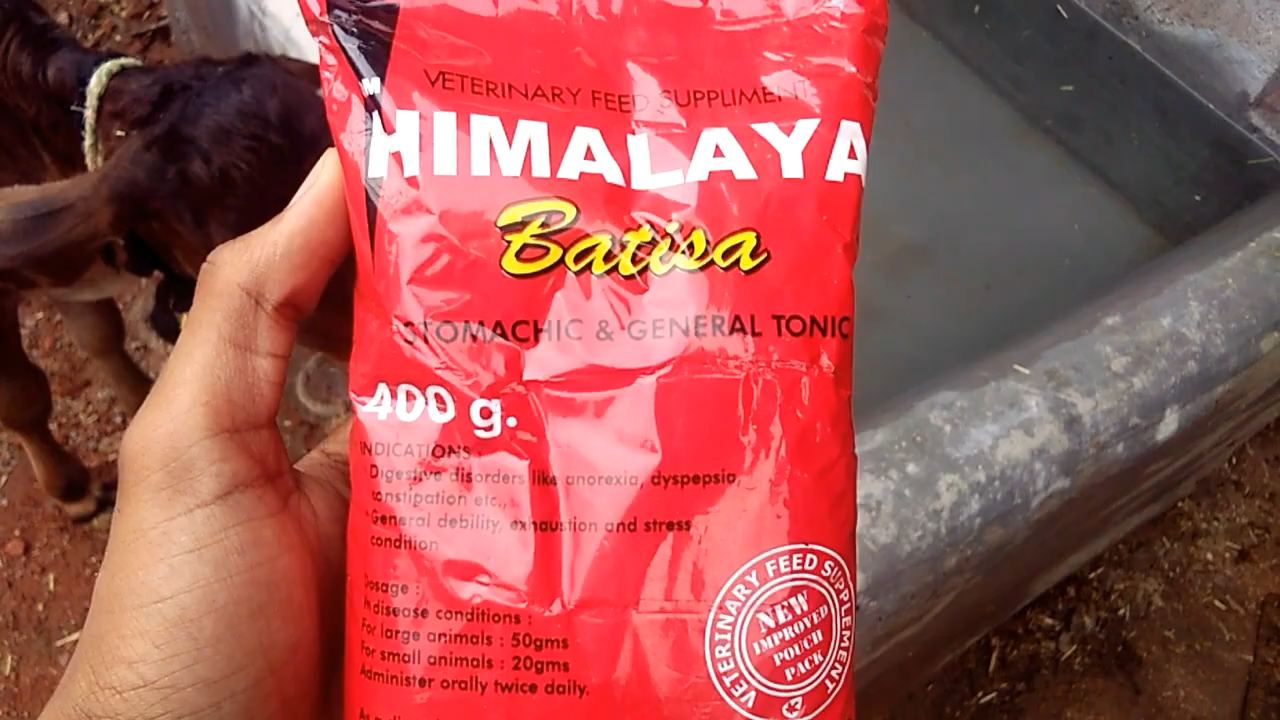 M
VETERINARY FEED SUPPLIMENT
HIMALAYA
Batisa
STOMACHIC & GENERAL TONIC
400 g.
INDICATIONS :
Digestive disorders like anorexia, dyspepsia,
constipation etc.,
* General debility, exhaustion and stress
condition
Dosage :
In disease conditions :
For large animals : 50gms
For small animals : 20gms
Administer orally twice daily.
VETERINARY FEED SUPPLEMENT
NEW
IMPROVED
POUCH
PACK